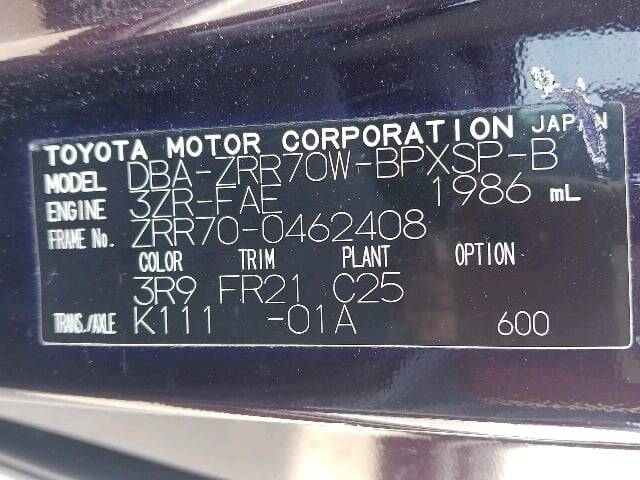 TOYOTA MOTOR CORPORATION JAPAN
MODEL DBA-ZRR70W-BPXSP-B
ENGINE 3ZR-FAE 1986 mL
FRAME No. ZRR70-0462408
COLOR TRIM PLANT OPTION
3R9 FR21 C25
TRANS./AXLE K111 -01A 600